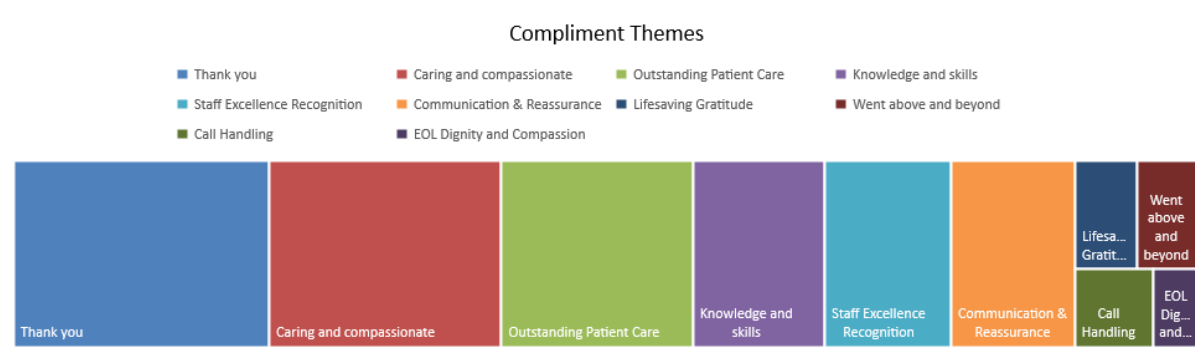 Compliment Themes
Thank you
Caring and compassionate
Outstanding Patient Care
Knowledge and skills
Staff Excellence Recognition
Communication & Reassurance
Lifesaving Gratitude
Went above and beyond
Call Handling
EOL Dignity and Compassion
Thank you
Caring and compassionate
Outstanding Patient Care
Knowledge and
skills
Staff Excellence
Recognition
Communication &
Reassurance
Lifesa...
Gratit...
Went
above
and
beyond
Call
Handling
EOL
Dig...
and...